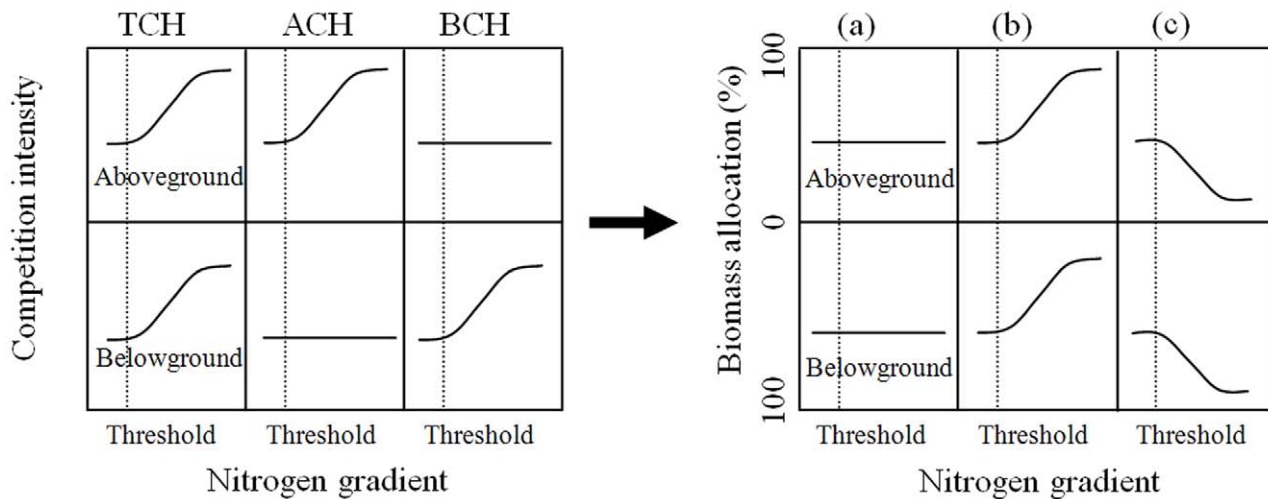 TCH ACH BCH
Competition intensity
Aboveground
Belowground
Threshold Threshold Threshold
Nitrogen gradient
(a) (b) (c)
Biomass allocation (%)
100
0
100
Aboveground
Belowground
Threshold Threshold Threshold
Nitrogen gradient